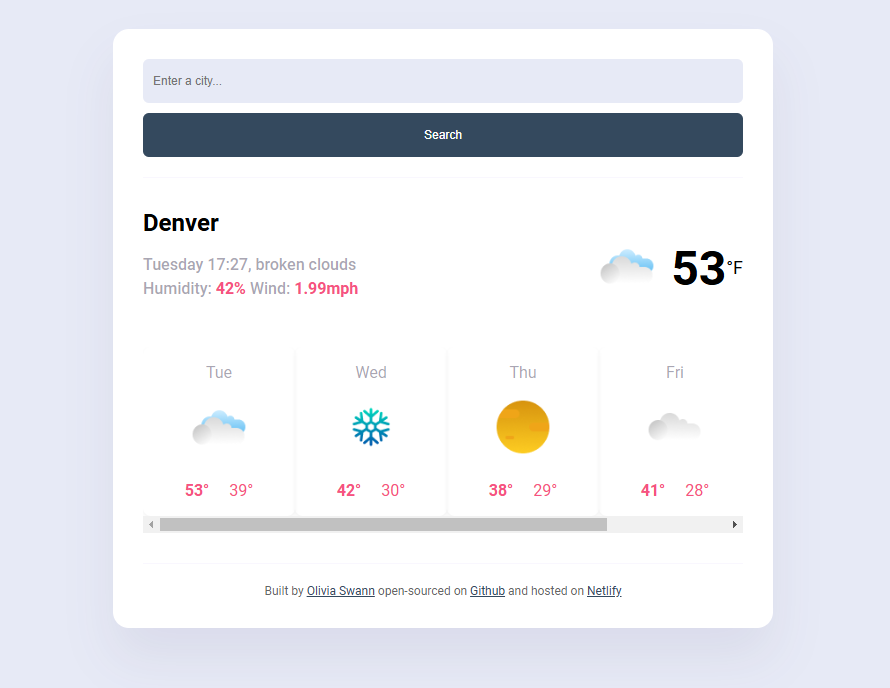 Enter a city...
Search
Denver
Tuesday 17:27, broken clouds
Humidity: 42% Wind: 1.99mph
53°F
Tue Wed Thu Fri
53° 39° 42° 30° 38° 29° 41° 28°
Built by Olivia Swann open-sourced on Github and hosted on Netlify